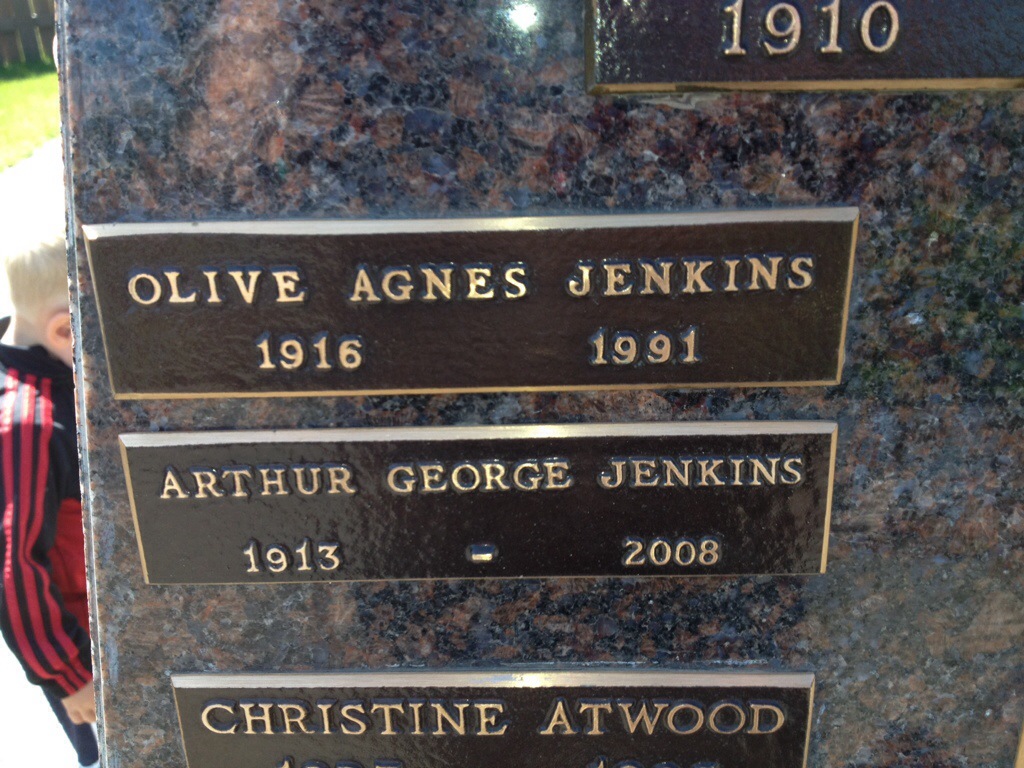 1910
OLIVE AGNES JENKINS
1916 1991
ARTHUR GEORGE JENKINS
1913 - 2008
CHRISTINE ATWOOD